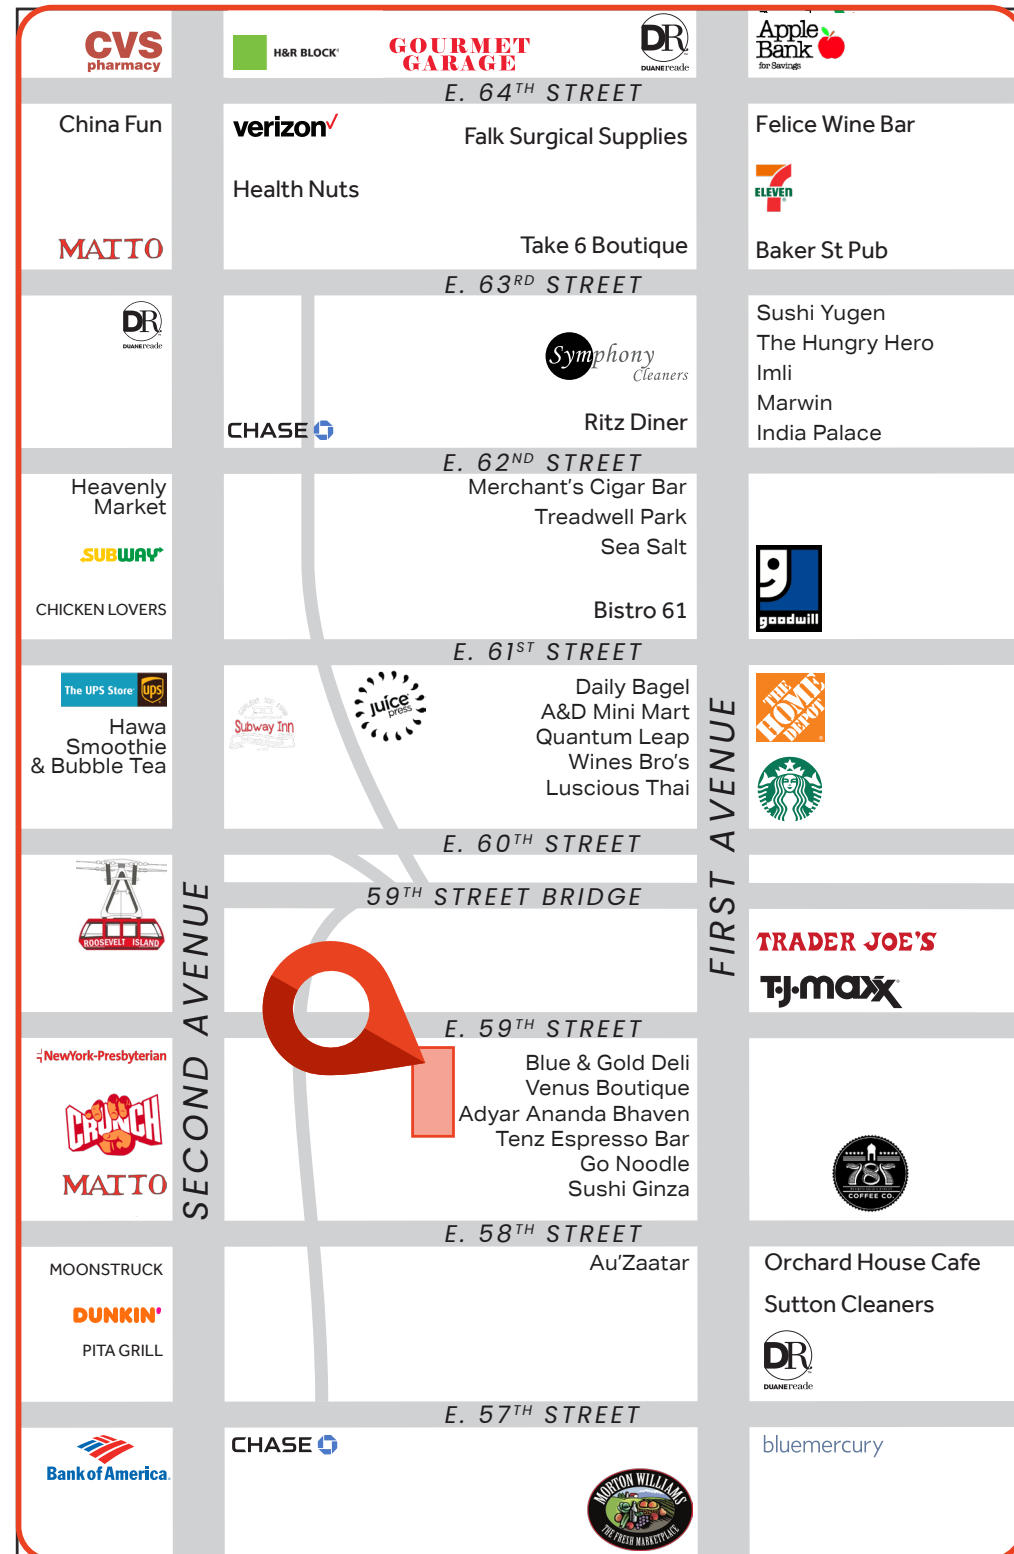 CVS
pharmacy
H&R BLOCK®
GOURMET
GARAGE
DR
DUANEreade
Apple
Bank
for Savings
E. 64TH STREET
China Fun
verizon
Health Nuts
MATTO
Falk Surgical Supplies
Take 6 Boutique
Felice Wine Bar
7
ELEVEN
Baker St Pub
E. 63RD STREET
DR
DUANEreade
CHASE
Symphony
Cleaners
Ritz Diner
Sushi Yugen
The Hungry Hero
Imli
Marwin
India Palace
E. 62ND STREET
Heavenly
Market
SUBWAY
CHICKEN LOVERS
Merchant's Cigar Bar
Treadwell Park
Sea Salt
Bistro 61
goodwill
E. 61ST STREET
The UPS Store
ups
Hawa
Smoothie
& Bubble Tea
Subway Inn
juice
press
Daily Bagel
A&D Mini Mart
Quantum Leap
Wines Bro's
Luscious Thai
THE
HOME
DEPOT
E. 60TH STREET
ROOSEVELT ISLAND
59TH STREET BRIDGE
SECOND AVENUE
FIRST AVENUE
TRADER JOE'S
T·J·maxx
E. 59TH STREET
NewYork-Presbyterian
CRUNCH
MATTO
Blue & Gold Deli
Venus Boutique
Adyar Ananda Bhaven
Tenz Espresso Bar
Go Noodle
Sushi Ginza
787
COFFEE CO.
E. 58TH STREET
MOONSTRUCK
DUNKIN'
PITA GRILL
Au'Zaatar
Orchard House Cafe
Sutton Cleaners
DR
DUANEreade
E. 57TH STREET
Bank of America.
CHASE
MORTON WILLIAMS
THE FRESH MARKETPLACE
bluemercury